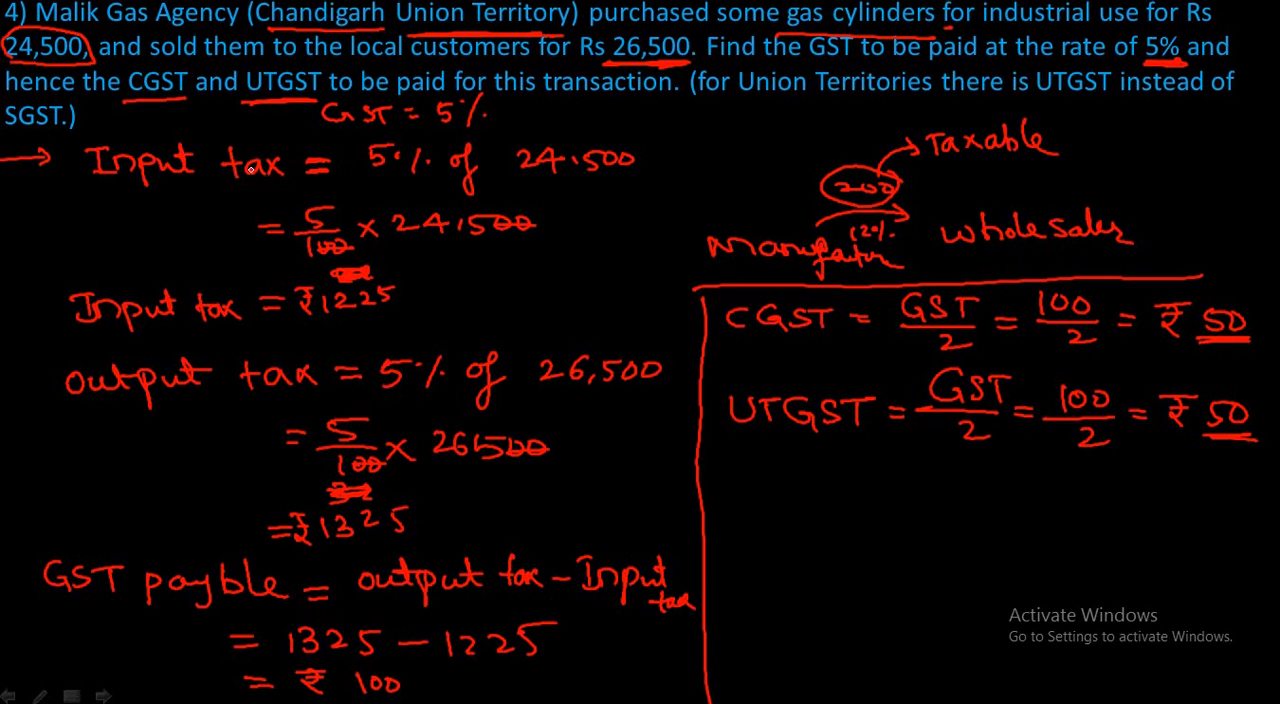 4) Malik Gas Agency (Chandigarh Union Territory) purchased some gas cylinders for industrial use for Rs
24,500, and sold them to the local customers for Rs 26,500. Find the GST to be paid at the rate of 5% and
hence the CGST and UTGST to be paid for this transaction. (for Union Territories there is UTGST instead of
SGST.)
GST = 5%
→ Input tax = 5% of 24,500
= 5/100 × 24,500
Input tax = ₹1225
output tax = 5% of 26,500
= 5/100 × 26500
= ₹1325
GST payble = output tax - Input tax
= 1325 - 1225
= ₹ 100
Taxable
200
12%
wholesaler
CGST = GST/2 = 100/2 = ₹ 50
UTGST = GST/2 = 100/2 = ₹ 50
Activate Windows
Go to Settings to activate Windows.